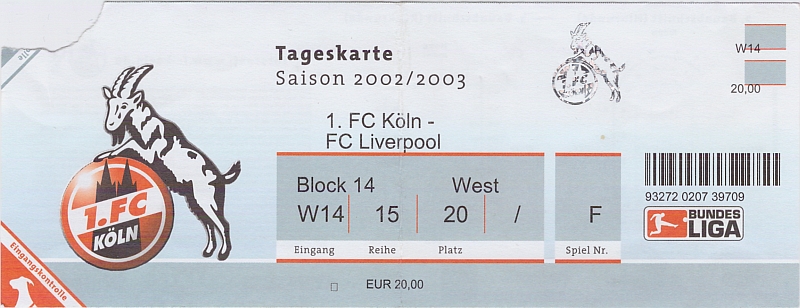 Tageskarte
Saison 2002/2003
1. FC Köln -
FC Liverpool
Block 14 West
W14 15 20 / F
Eingang Reihe Platz Spiel Nr.
EUR 20,00
W14
20,00
93272 0207 39709
BUNDES
LIGA
1.FC
KÖLN
Eingangskontrolle